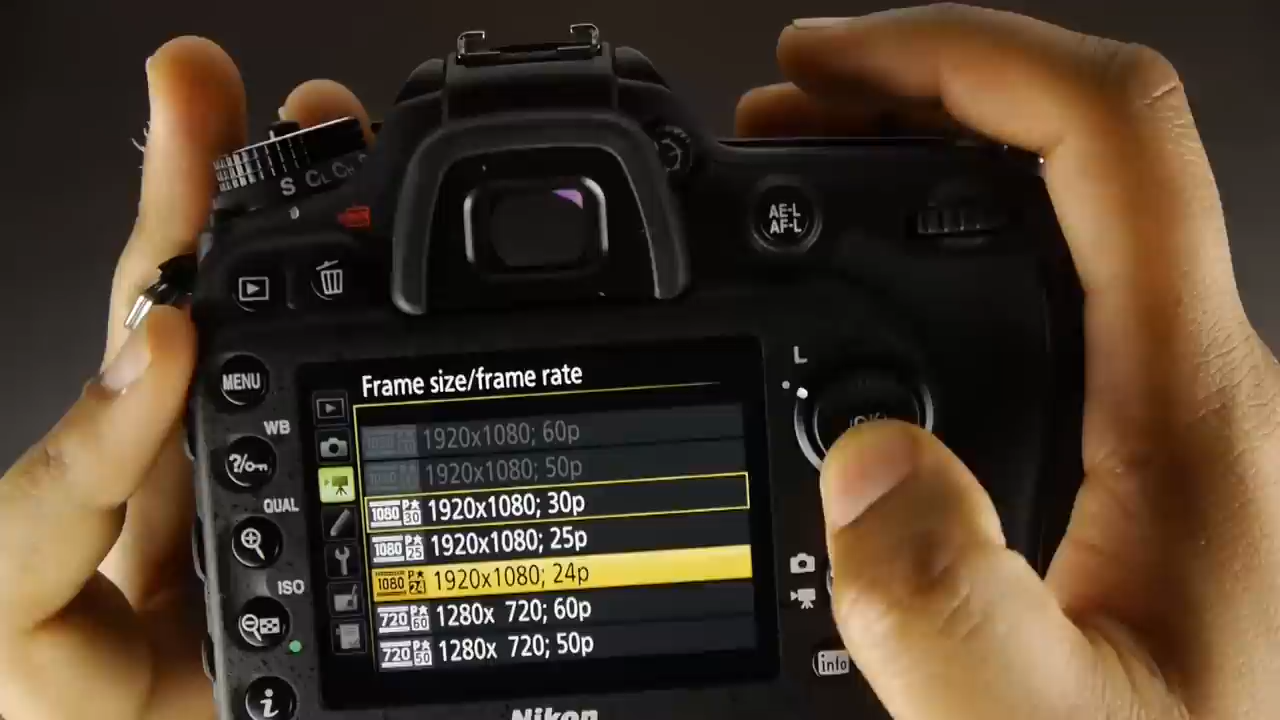 S CL CH
AE-L
AF-L
MENU
WB
?/
QUAL
ISO
i
L
OK
info
Frame size/frame rate
1920x1080; 60p
1920x1080; 50p
1080 P★ 30 1920x1080; 30p
1080 P★ 25 1920x1080; 25p
1080 P★ 24 1920x1080; 24p
720 P★ 60 1280x 720; 60p
720 P★ 50 1280x 720; 50p
Nikon